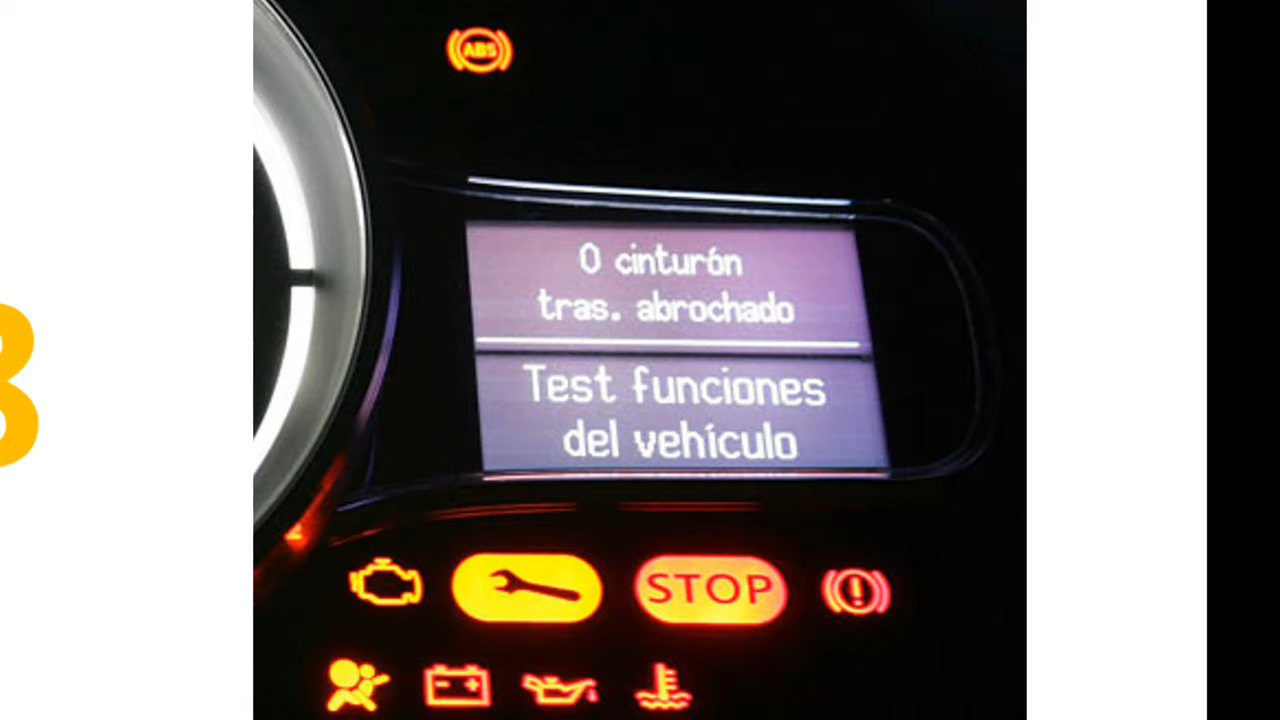 ABS
0 cinturón
tras. abrochado
Test funciones
del vehículo
STOP